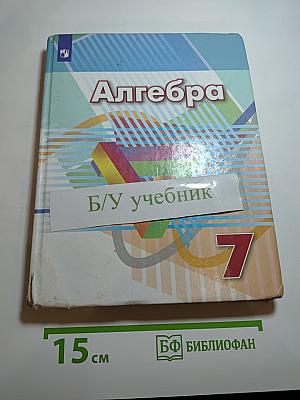 Алгебра
Б/У учебник
7
15 см
БФ БИБЛИОФАН